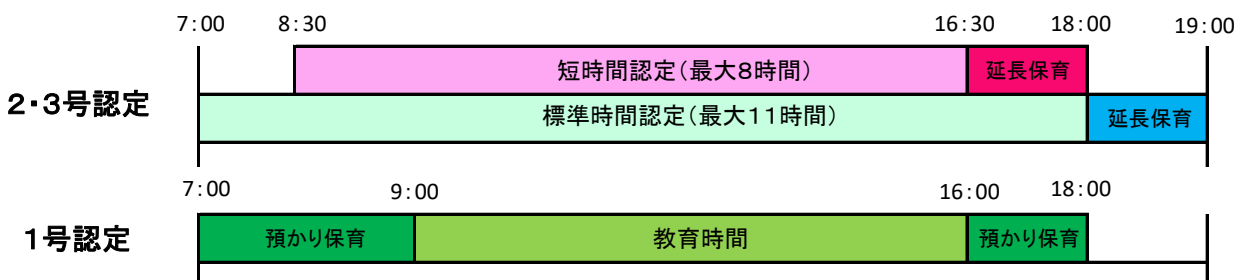 7:00 8:30 16:30 18:00 19:00
短時間認定(最大8時間) 延長保育
2・3号認定
標準時間認定(最大11時間) 延長保育
7:00 9:00 16:00 18:00
1号認定 預かり保育 教育時間 預かり保育